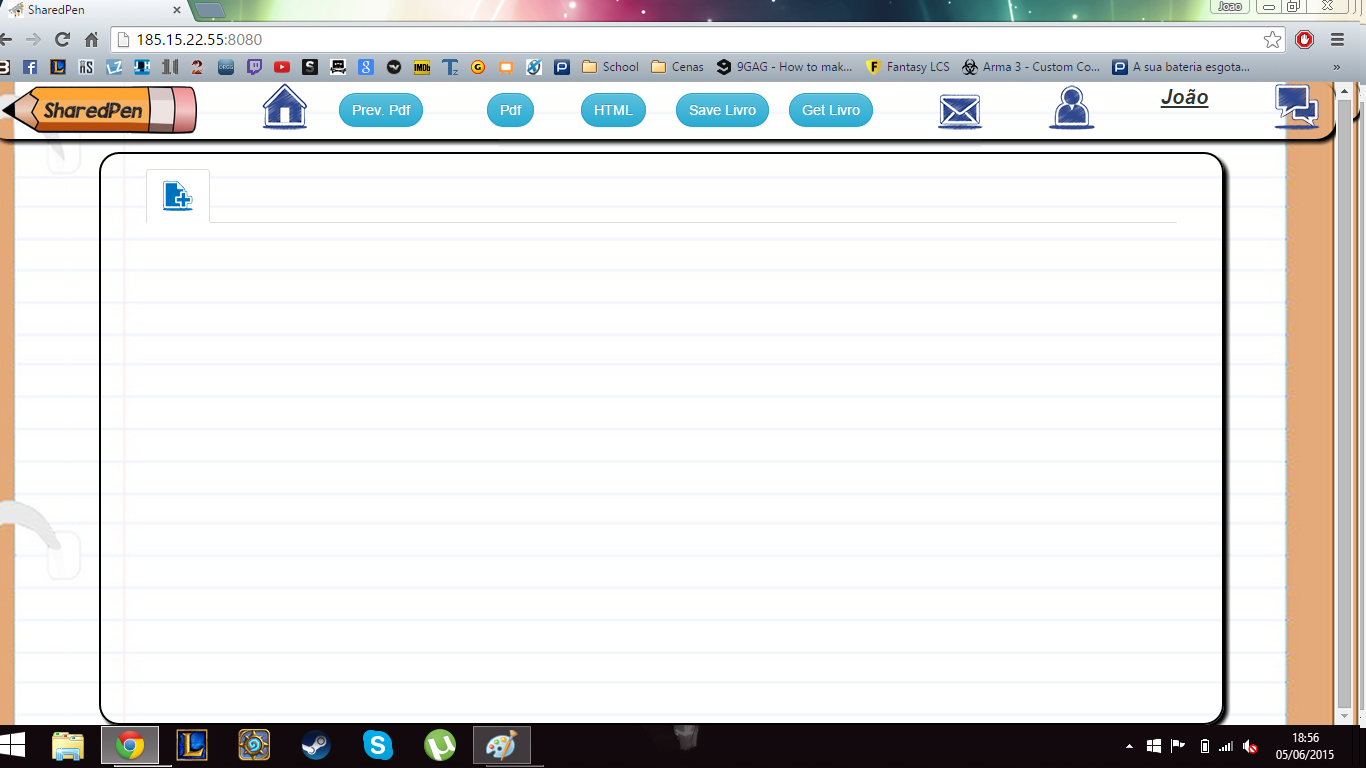 SharedPen
Joao
185.15.22.55:8080
School
Cenas
9GAG - How to mak...
Fantasy LCS
Arma 3 - Custom Co...
A sua bateria esgota...
»
SharedPen
Prev. Pdf
Pdf
HTML
Save Livro
Get Livro
João
18:56
05/06/2015